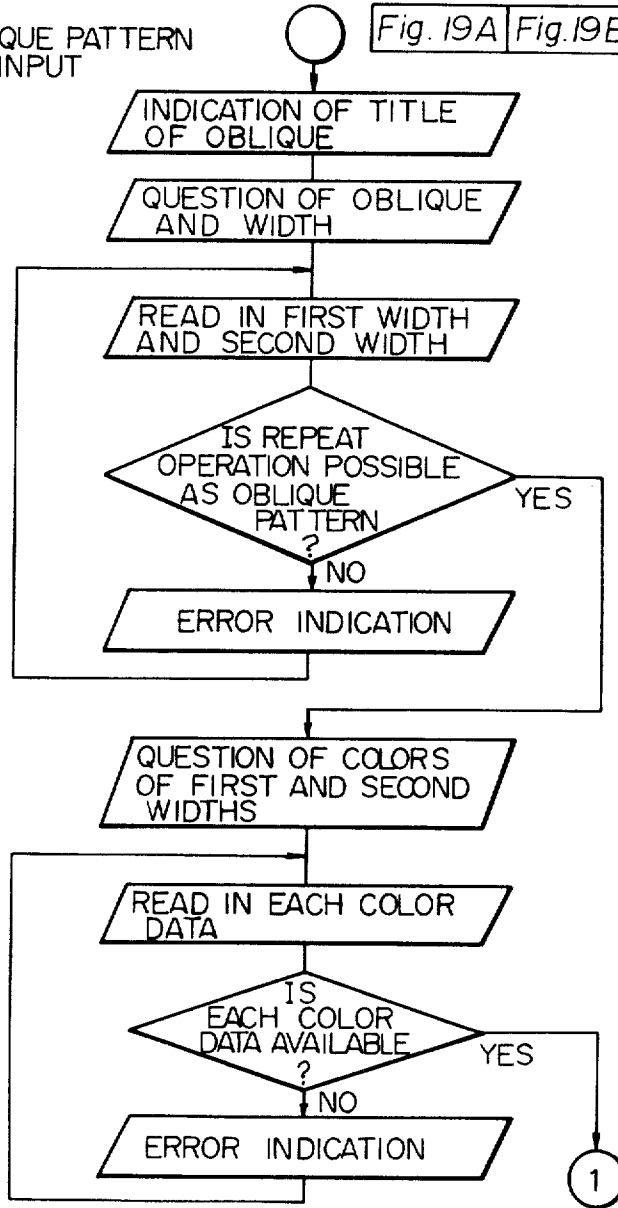 QUE PATTERN
INPUT
Fig. 19A Fig. 19B
INDICATION OF TITLE
OF OBLIQUE
QUESTION OF OBLIQUE
AND WIDTH
READ IN FIRST WIDTH
AND SECOND WIDTH
IS REPEAT
OPERATION POSSIBLE
AS OBLIQUE
PATTERN
?
YES
NO
ERROR INDICATION
QUESTION OF COLORS
OF FIRST AND SECOND
WIDTHS
READ IN EACH COLOR
DATA
IS
EACH COLOR
DATA AVAILABLE
?
YES
NO
ERROR INDICATION
1